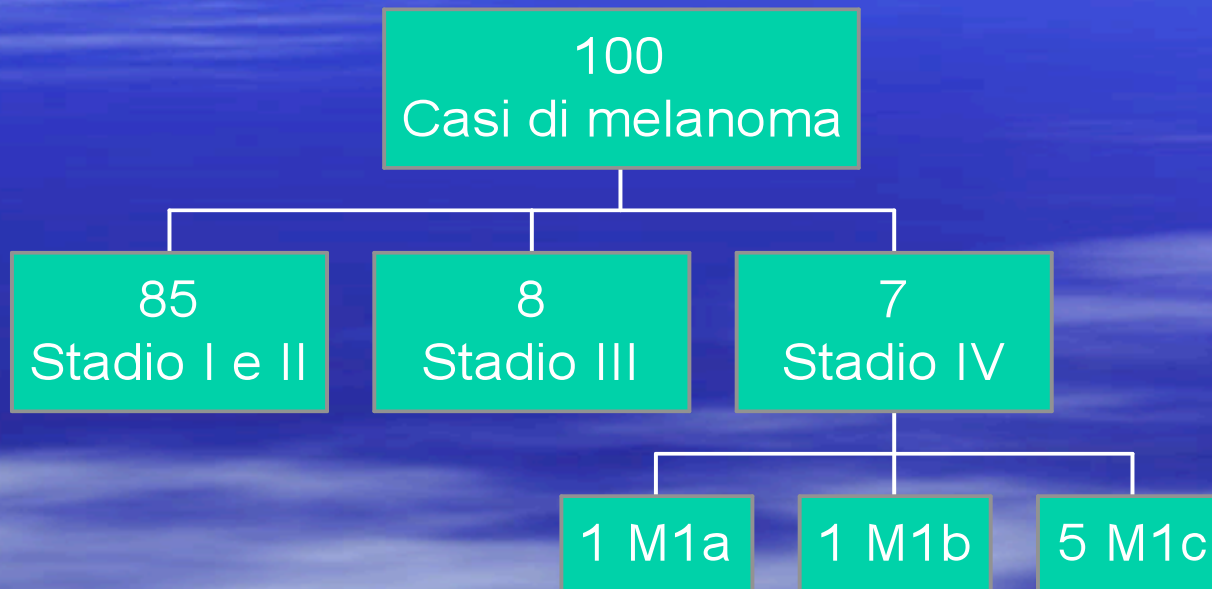 100
Casi di melanoma
85
Stadio I e II
8
Stadio III
7
Stadio IV
1 M1a
1 M1b
5 M1c